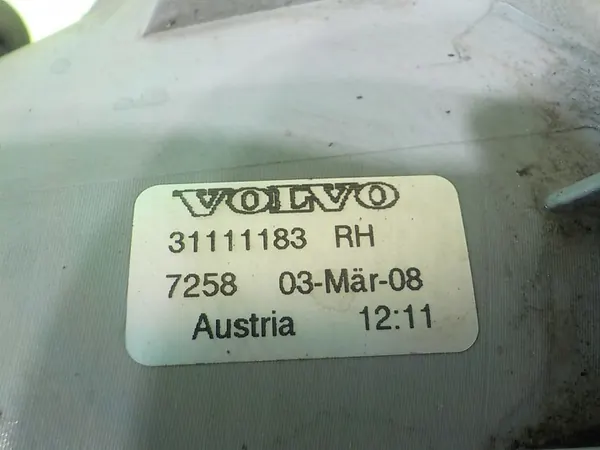 VOLVO
31111183 RH
7258 03-Mär-08
Austria 12:11